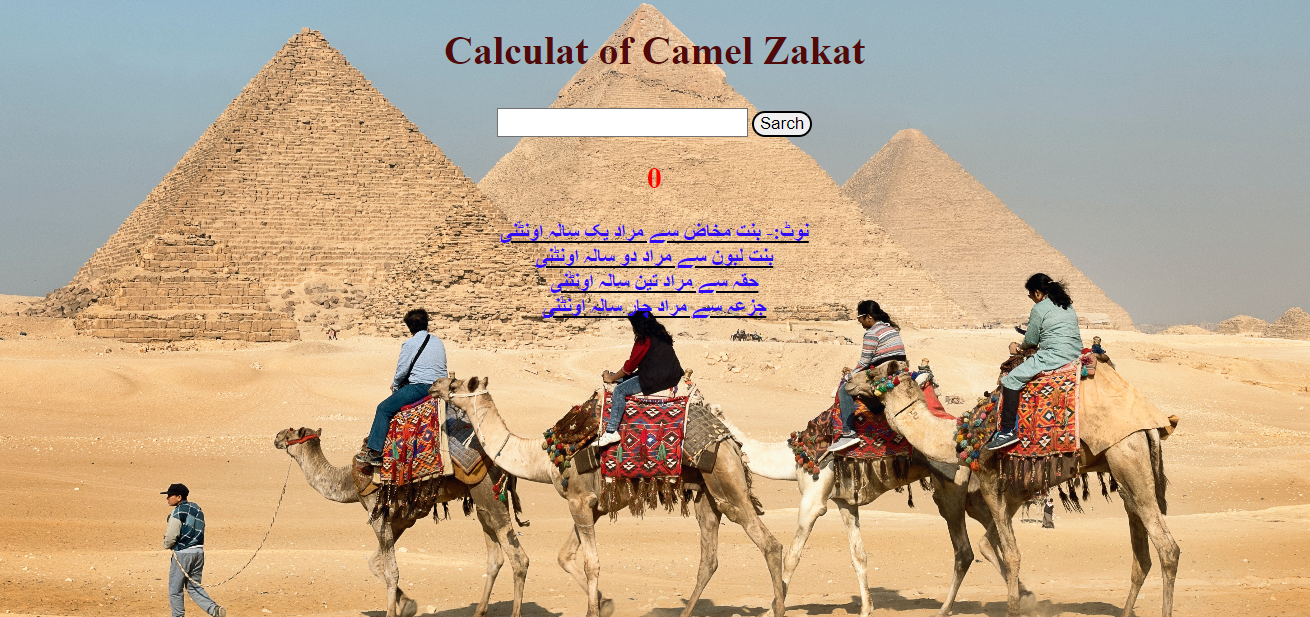 Calculat of Camel Zakat
Sarch
0
نوٹ:- بنت مخاض سے مراد یک سالہ اونٹنی
بنت لبون سے مراد دو سالہ اونٹنی
حقہ سے مراد تین سالہ اونٹنی
جزعہ سے مراد چار سالہ اونٹنی